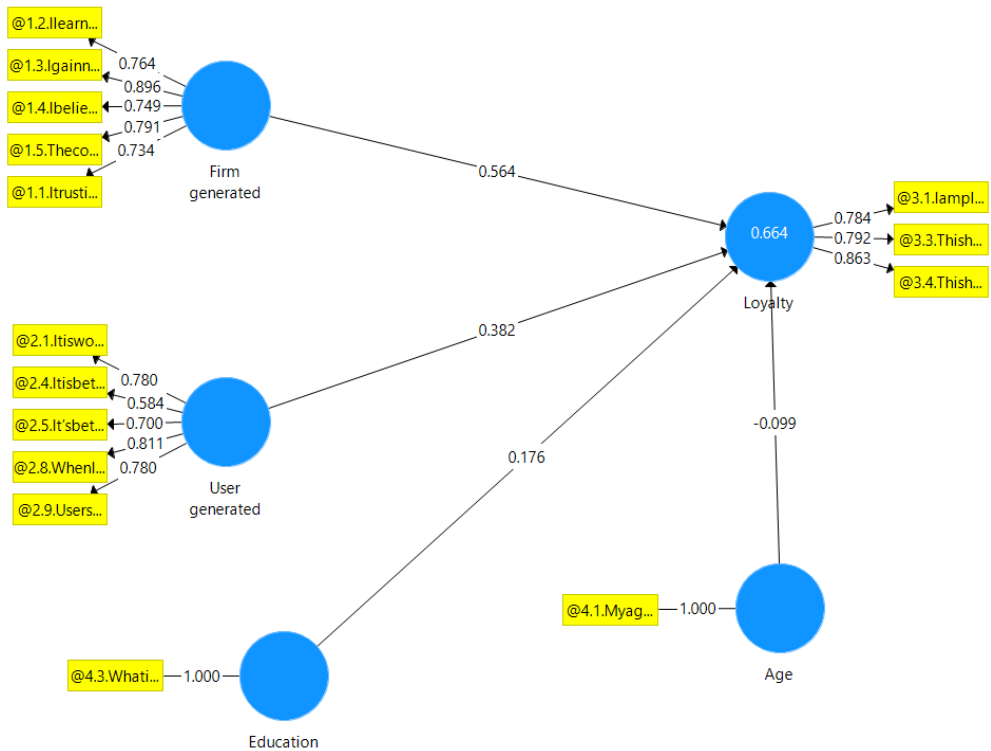 @1.2.Ilearn...
@1.3.Igainn...
@1.4.Ibelie...
@1.5.Theco...
@1.1.Itrusti...
0.764
0.896
0.749
0.791
0.734
Firm
generated
0.564
@2.1.Itiswo...
@2.4.Itisbet...
@2.5.It'sbet...
@2.8.WhenI...
@2.9.Users...
0.780
0.584
0.700
0.811
0.780
User
generated
0.382
0.664
Loyalty
0.784
0.792
0.863
@3.1.Iampl...
@3.3.Thish...
@3.4.Thish...
-0.099
0.176
@4.1.Myag...
1.000
Age
@4.3.Whati...
1.000
Education